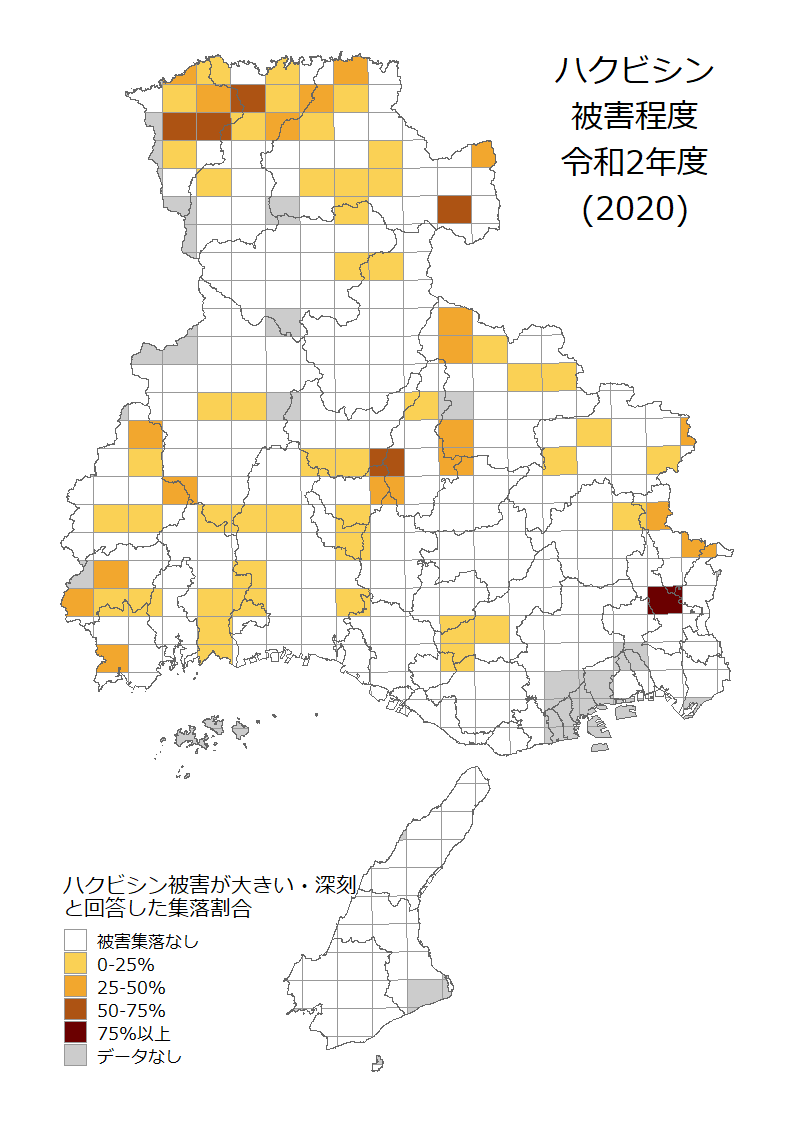 ハクビシン
被害程度
令和2年度
(2020)
ハクビシン被害が大きい・深刻
と回答した集落割合
被害集落なし
0-25%
25-50%
50-75%
75%以上
データなし